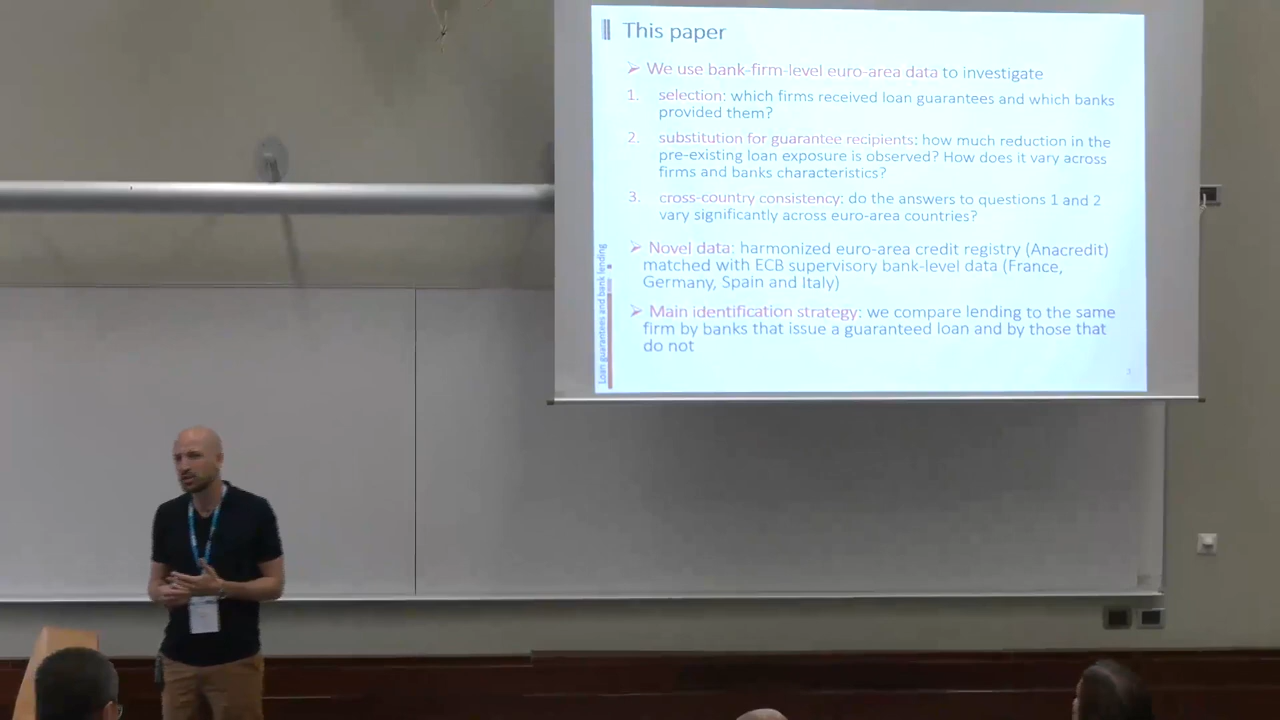 This paper
➢ We use bank-firm-level euro-area data to investigate
1. selection: which firms received loan guarantees and which banks
provided them?
2. substitution for guarantee recipients: how much reduction in the
pre-existing loan exposure is observed? How does it vary across
firms and banks characteristics?
3. cross-country consistency: do the answers to questions 1 and 2
vary significantly across euro-area countries?
➢ Novel data: harmonized euro-area credit registry (Anacredit)
matched with ECB supervisory bank-level data (France,
Germany, Spain and Italy)
➢ Main identification strategy: we compare lending to the same
firm by banks that issue a guaranteed loan and by those that
do not
Loan guarantees and bank lending
3